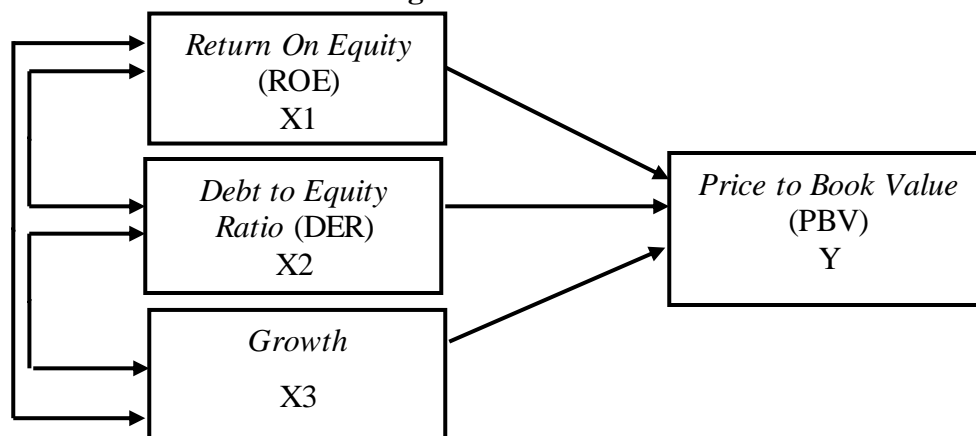 g
Return On Equity
(ROE)
X1
Debt to Equity
Ratio (DER)
X2
Growth
X3
Price to Book Value
(PBV)
Y